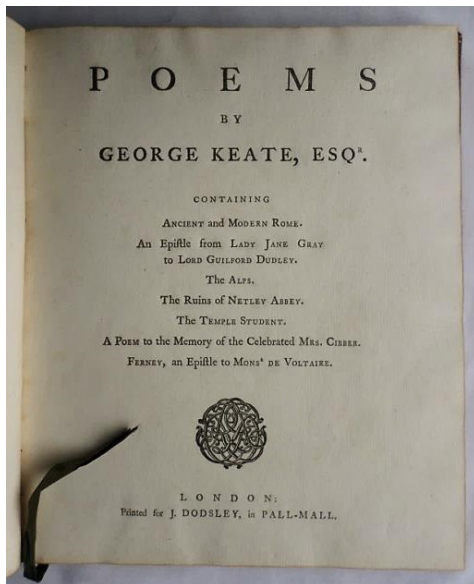 POEMS
BY
GEORGE KEATE, ESQR.
CONTAINING
ANCIENT and MODERN ROME.
An Epiſtle from LADY JANE GRAY
to LORD GUILFORD DUDLEY.
The ALPS.
The Ruins of NETLEY ABBEY.
The TEMPLE STUDENT.
A POEM to the Memory of the Celebrated MRS. CIBBER.
FERNEY, an Epiſtle to MONSR DE VOLTAIRE.
LONDON:
Printed for J. DODSLEY, in PALL-MALL.